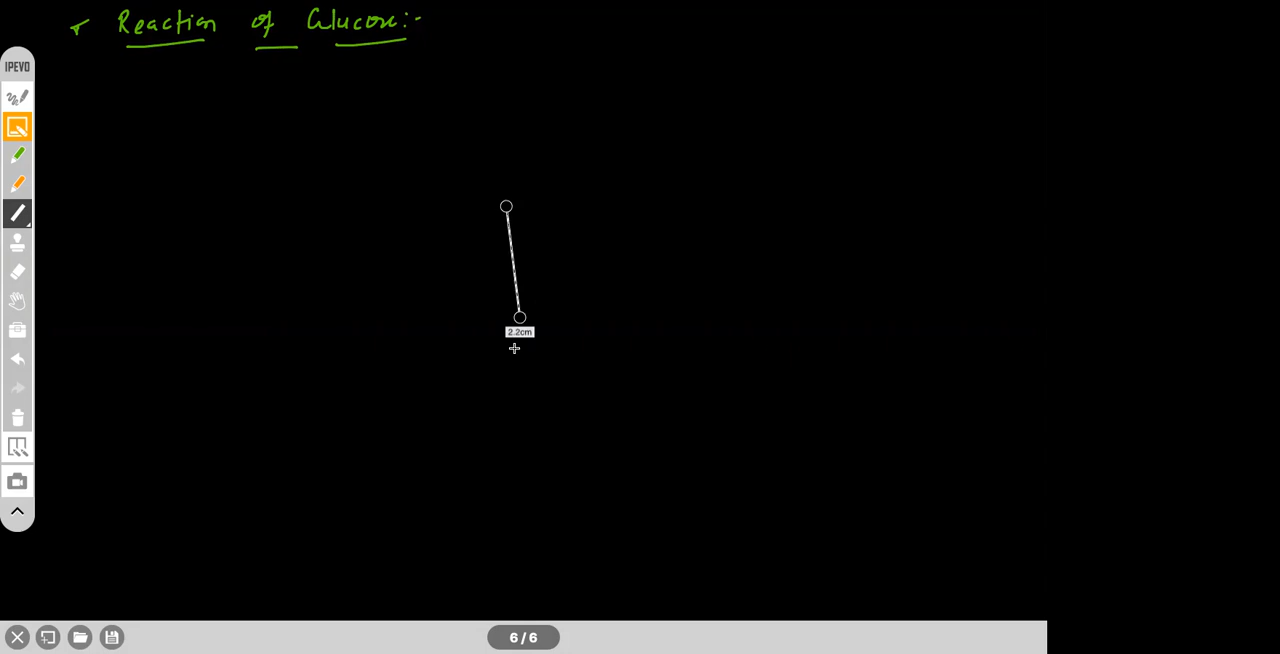 Reaction of Glucose:-
IPEVO
2.2cm
6 / 6